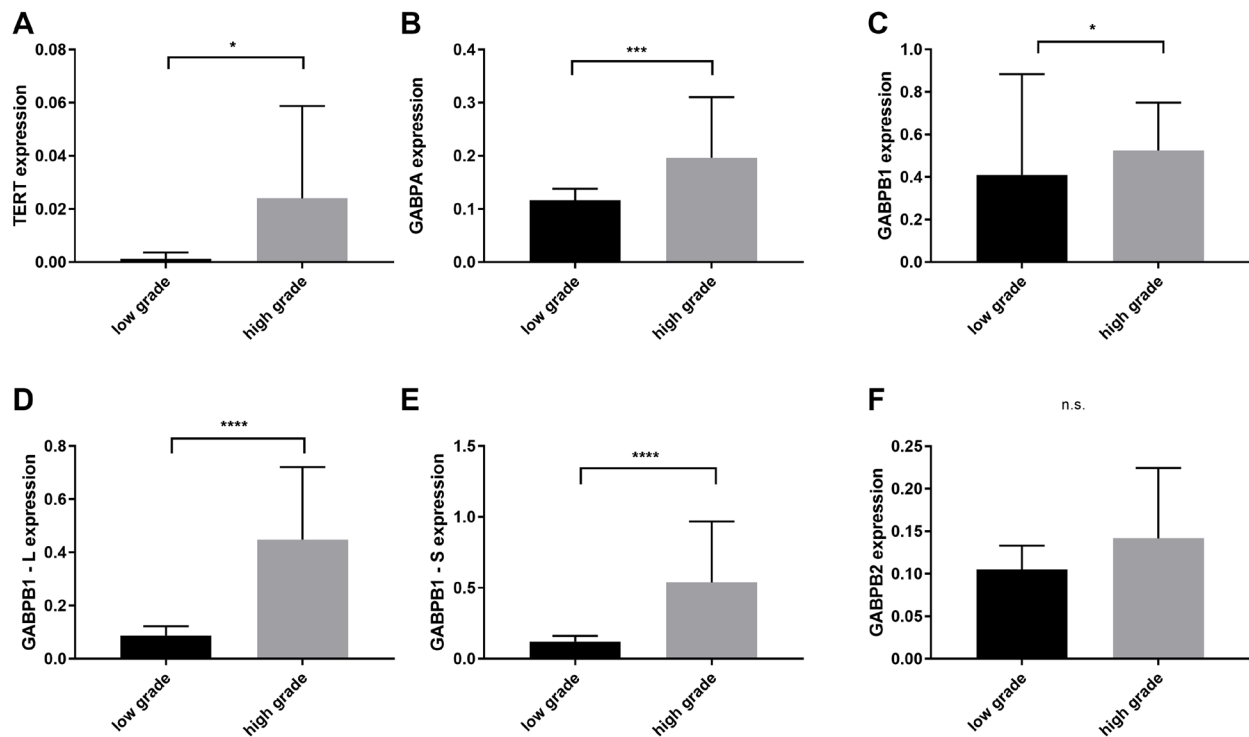 A
TERT expression
0.08
0.06
0.04
0.02
0.00
*
low grade
high grade
B
GABPA expression
0.4
0.3
0.2
0.1
0.0
***
low grade
high grade
C
GABPB1 expression
1.0
0.8
0.6
0.4
0.2
0.0
*
low grade
high grade
D
GABPB1 - L expression
0.8
0.6
0.4
0.2
0.0
****
low grade
high grade
E
GABPB1 - S expression
1.5
1.0
0.5
0.0
****
low grade
high grade
F
n.s.
GABPB2 expression
0.25
0.20
0.15
0.10
0.05
0.00
low grade
high grade